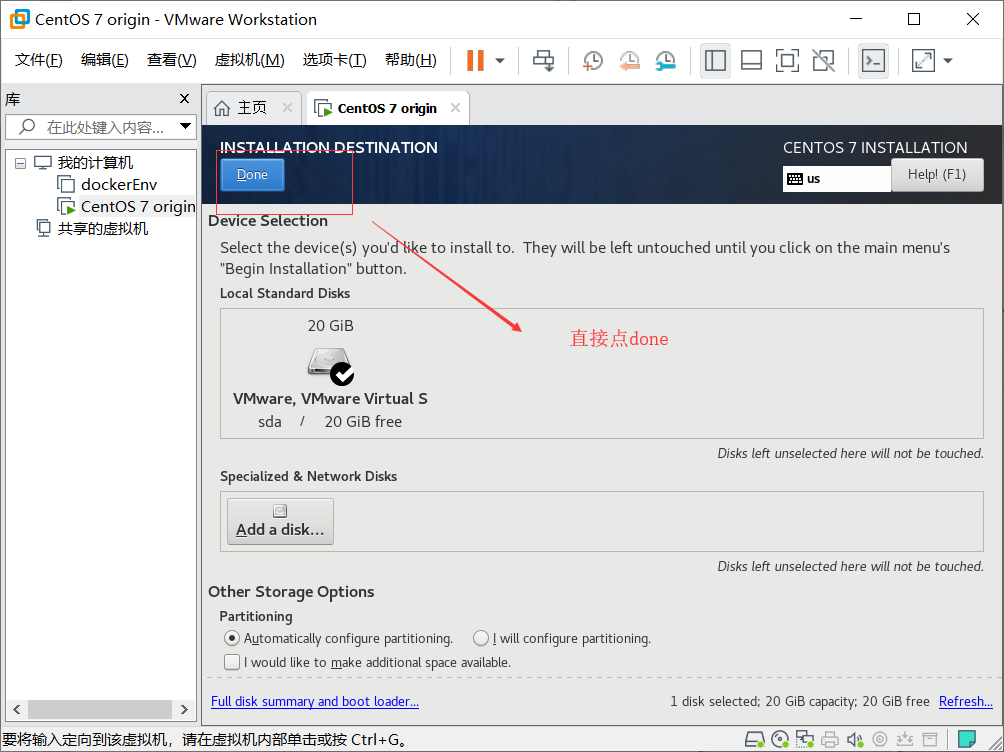 CentOS 7 origin - VMware Workstation
文件(F) 编辑(E) 查看(V) 虚拟机(M) 选项卡(T) 帮助(H)
库
在此处键入内容...
我的计算机
dockerEnv
CentOS 7 origin
共享的虚拟机
主页
CentOS 7 origin
INSTALLATION DESTINATION
CENTOS 7 INSTALLATION
Done
us
Help! (F1)
Device Selection
Select the device(s) you'd like to install to. They will be left untouched until you click on the main menu's
"Begin Installation" button.
Local Standard Disks
20 GiB
直接点done
VMware, VMware Virtual S
sda / 20 GiB free
Disks left unselected here will not be touched.
Specialized & Network Disks
Add a disk...
Disks left unselected here will not be touched.
Other Storage Options
Partitioning
Automatically configure partitioning. I will configure partitioning.
I would like to make additional space available.
Full disk summary and boot loader... 1 disk selected; 20 GiB capacity; 20 GiB free Refresh...
要将输入定向到该虚拟机，请在虚拟机内部单击或按 Ctrl+G。